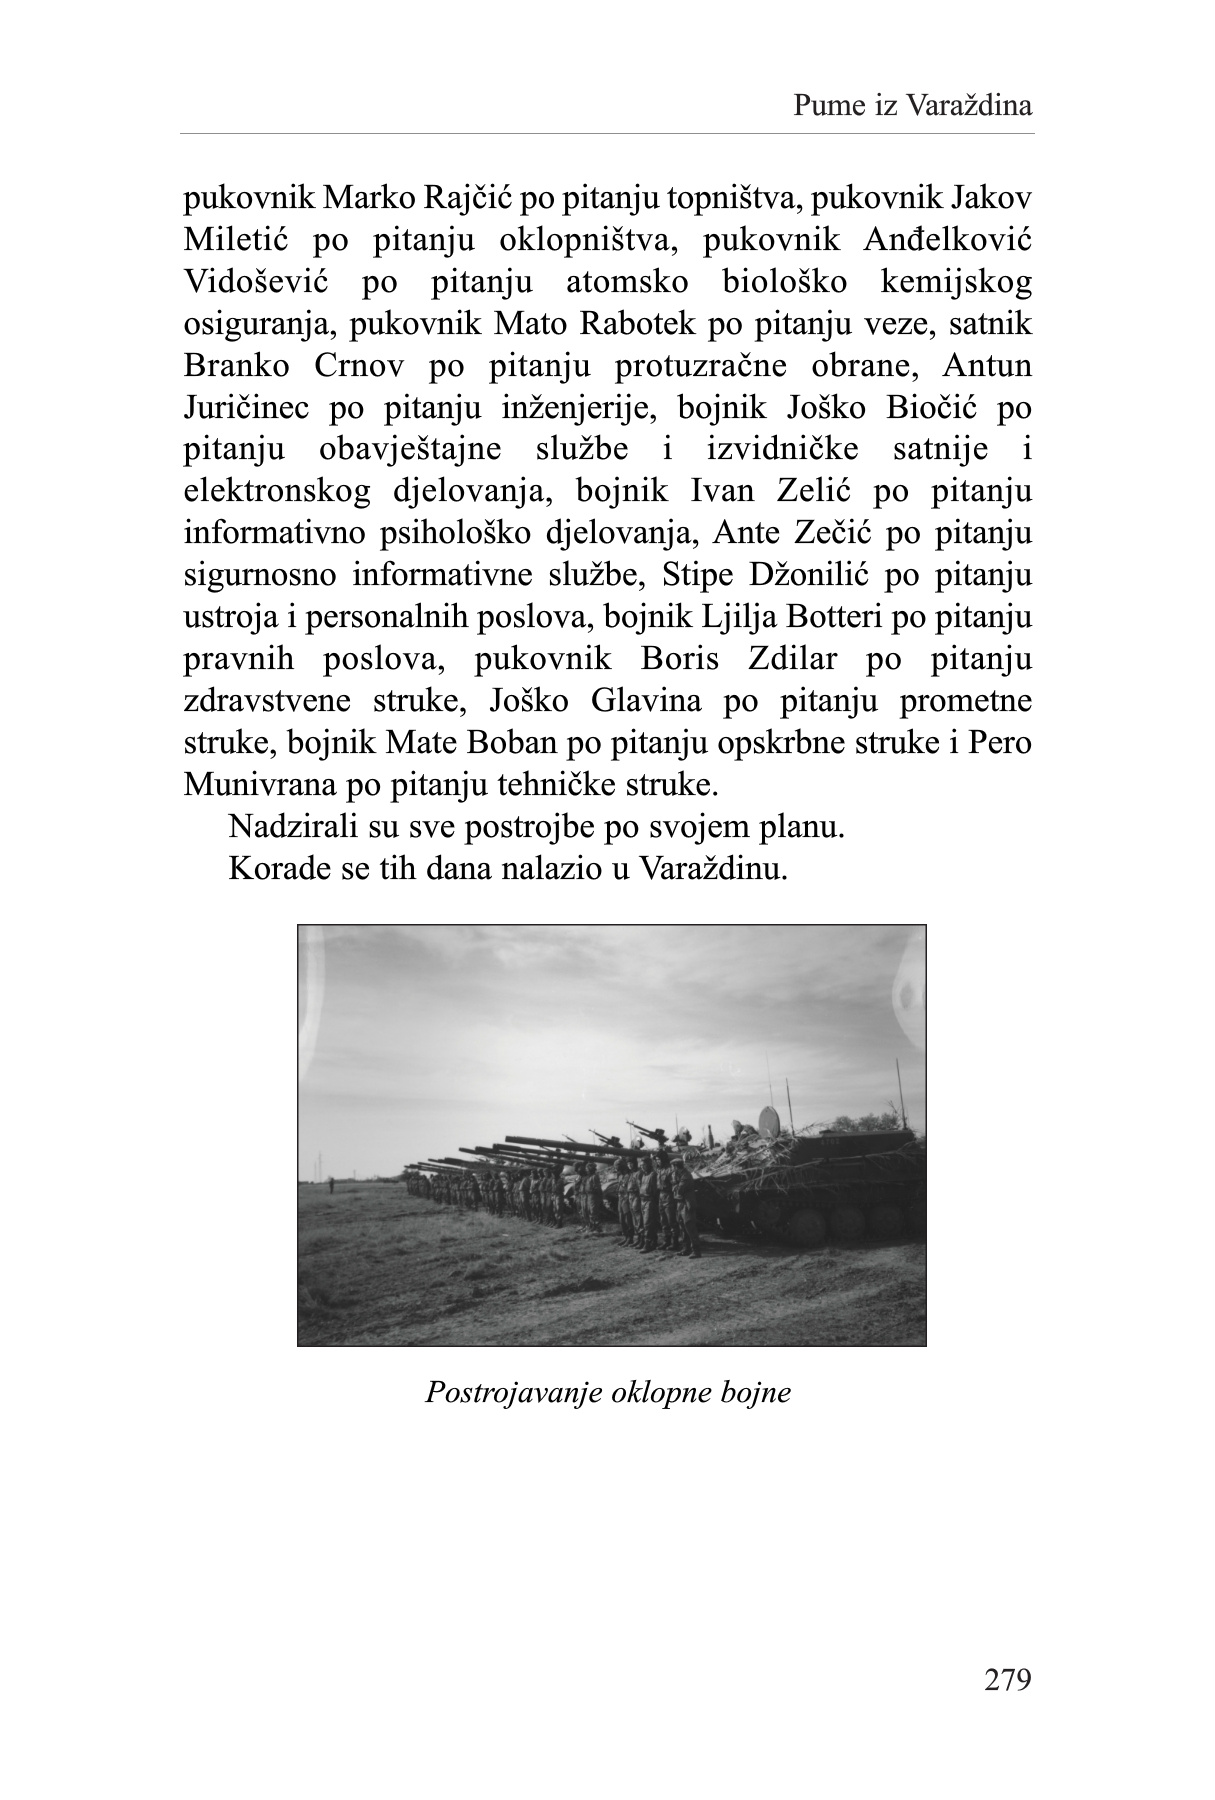 Pume iz Varaždina
pukovnik Marko Rajčić po pitanju topništva, pukovnik Jakov
Miletić po pitanju oklopništva, pukovnik Anđelković
Vidošević po pitanju atomsko biološko kemijskog
osiguranja, pukovnik Mato Rabotek po pitanju veze, satnik
Branko Crnov po pitanju protuzračne obrane, Antun
Juričinec po pitanju inženjerije, bojnik Joško Biočić po
pitanju obavještajne službe i izvidničke satnije i
elektronskog djelovanja, bojnik Ivan Zelić po pitanju
informativno psihološko djelovanja, Ante Zečić po pitanju
sigurnosno informativne službe, Stipe Džonilić po pitanju
ustroja i personalnih poslova, bojnik Ljilja Botteri po pitanju
pravnih poslova, pukovnik Boris Zdilar po pitanju
zdravstvene struke, Joško Glavina po pitanju prometne
struke, bojnik Mate Boban po pitanju opskrbne struke i Pero
Munivrana po pitanju tehničke struke.
Nadzirali su sve postrojbe po svojem planu.
Korade se tih dana nalazio u Varaždinu.
Postrojavanje oklopne bojne
279